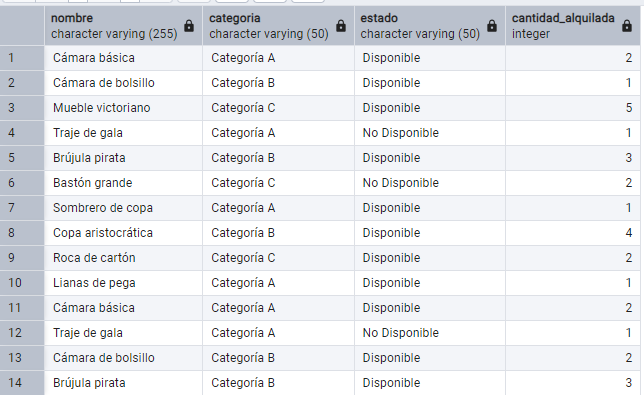 nombre categoria estado cantidad_alquilada
character varying (255) character varying (50) character varying (50) integer
1 Cámara básica Categoría A Disponible 2
2 Cámara de bolsillo Categoría B Disponible 1
3 Mueble victoriano Categoría C Disponible 5
4 Traje de gala Categoría A No Disponible 1
5 Brújula pirata Categoría B Disponible 3
6 Bastón grande Categoría C No Disponible 2
7 Sombrero de copa Categoría A Disponible 1
8 Copa aristocrática Categoría B Disponible 4
9 Roca de cartón Categoría C Disponible 2
10 Lianas de pega Categoría A Disponible 1
11 Cámara básica Categoría A Disponible 2
12 Traje de gala Categoría A No Disponible 1
13 Cámara de bolsillo Categoría B Disponible 2
14 Brújula pirata Categoría B Disponible 3